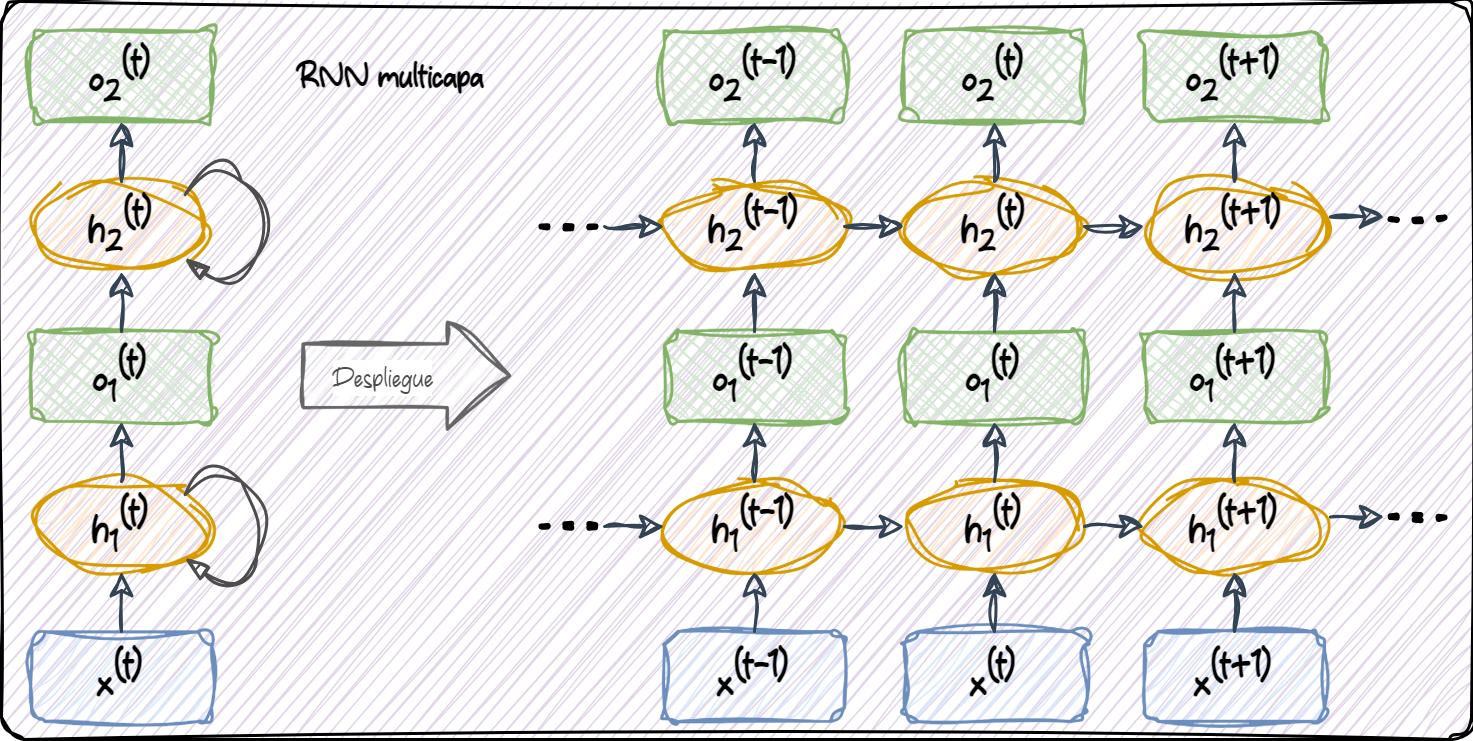 o₂⁽ᵗ⁾ RNN multicapa o₂⁽ᵗ⁻¹⁾ o₂⁽ᵗ⁾ o₂⁽ᵗ⁺¹⁾
h₂⁽ᵗ⁾ h₂⁽ᵗ⁻¹⁾ h₂⁽ᵗ⁾ h₂⁽ᵗ⁺¹⁾
o₁⁽ᵗ⁾ Despliegue o₁⁽ᵗ⁻¹⁾ o₁⁽ᵗ⁾ o₁⁽ᵗ⁺¹⁾
h₁⁽ᵗ⁾ h₁⁽ᵗ⁻¹⁾ h₁⁽ᵗ⁾ h₁⁽ᵗ⁺¹⁾
x⁽ᵗ⁾ x⁽ᵗ⁻¹⁾ x⁽ᵗ⁾ x⁽ᵗ⁺¹⁾